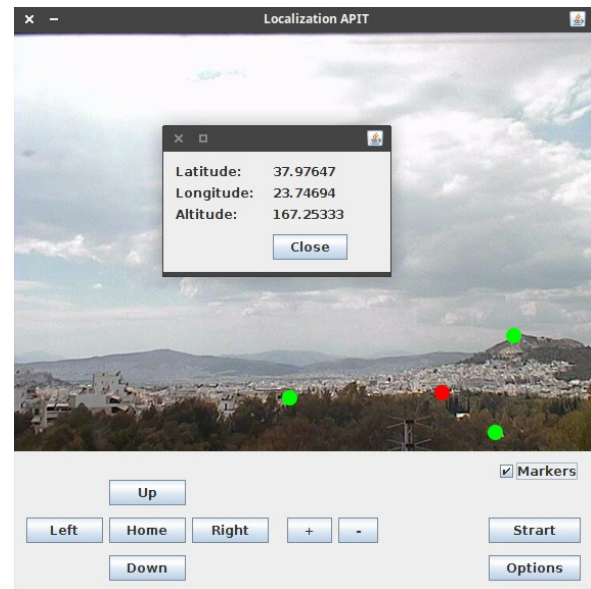 Localization APIT
Latitude: 37.97647
Longitude: 23.74694
Altitude: 167.25333
Close
Markers
Up
Left Home Right + - Strart
Down Options